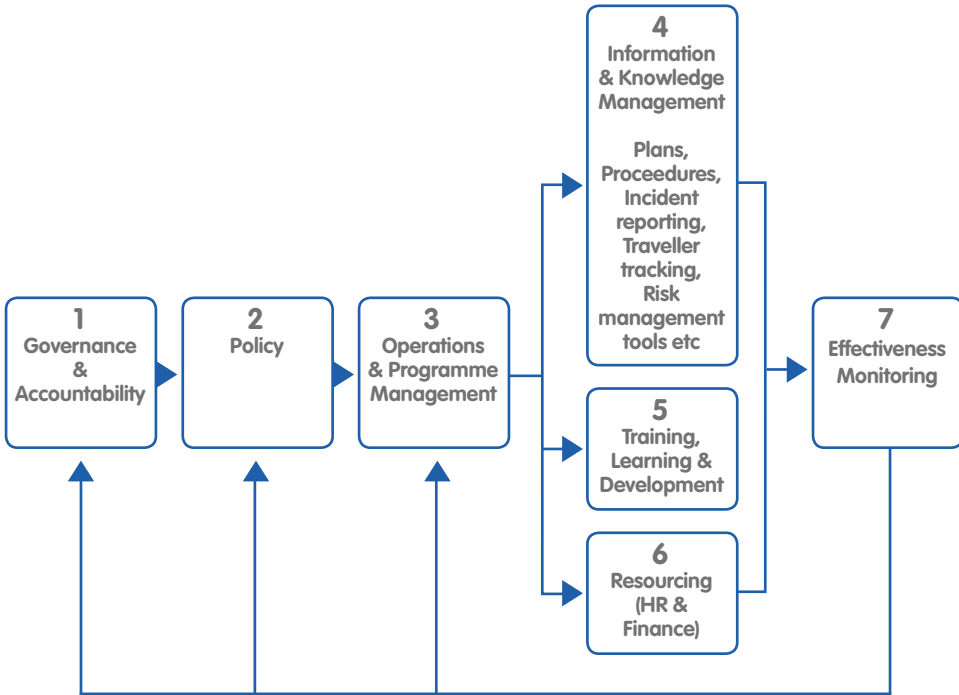 1
Governance
&
Accountability
2
Policy
3
Operations
& Programme
Management
4
Information
& Knowledge
Management
Plans,
Proceedures,
Incident
reporting,
Traveller
tracking,
Risk
management
tools etc
5
Training,
Learning &
Development
6
Resourcing
(HR &
Finance)
7
Effectiveness
Monitoring